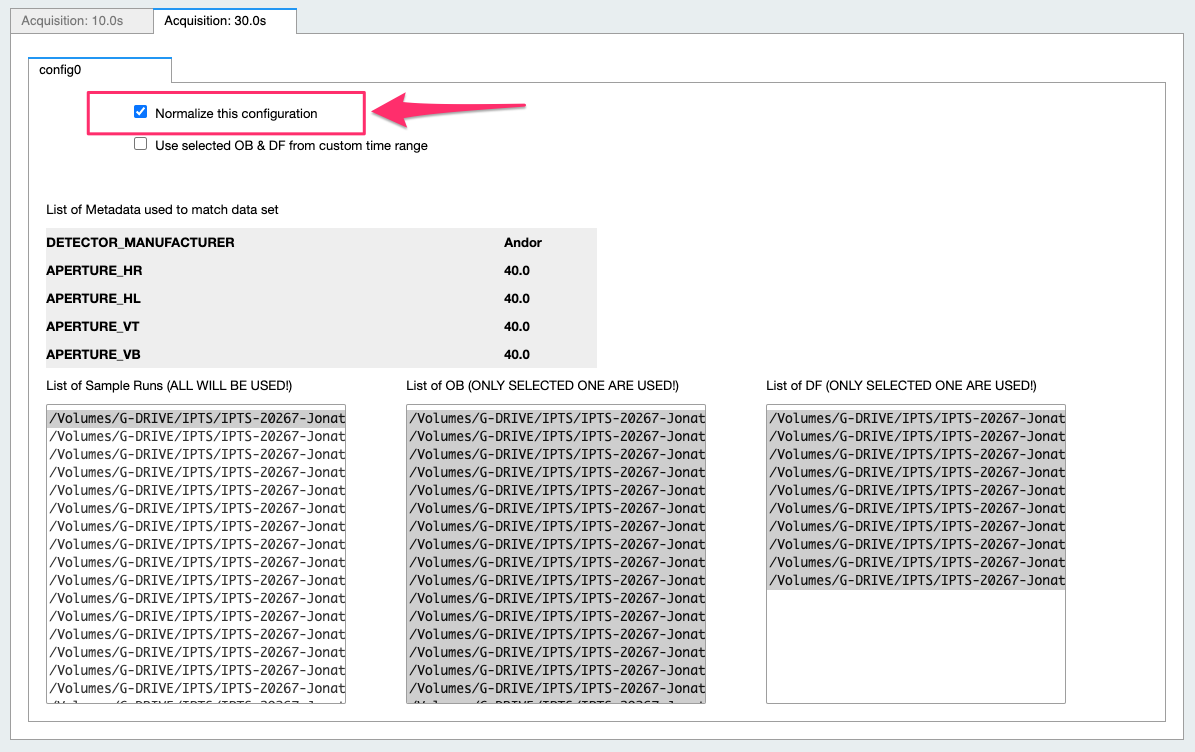 Acquisition: 10.0s Acquisition: 30.0s
config0
Normalize this configuration
Use selected OB & DF from custom time range
List of Metadata used to match data set
DETECTOR_MANUFACTURER Andor
APERTURE_HR 40.0
APERTURE_HL 40.0
APERTURE_VT 40.0
APERTURE_VB 40.0
List of Sample Runs (ALL WILL BE USED!) List of OB (ONLY SELECTED ONE ARE USED!) List of DF (ONLY SELECTED ONE ARE USED!)
/Volumes/G-DRIVE/IPTS/IPTS-20267-Jonat /Volumes/G-DRIVE/IPTS/IPTS-20267-Jonat /Volumes/G-DRIVE/IPTS/IPTS-20267-Jonat
/Volumes/G-DRIVE/IPTS/IPTS-20267-Jonat /Volumes/G-DRIVE/IPTS/IPTS-20267-Jonat /Volumes/G-DRIVE/IPTS/IPTS-20267-Jonat
/Volumes/G-DRIVE/IPTS/IPTS-20267-Jonat /Volumes/G-DRIVE/IPTS/IPTS-20267-Jonat /Volumes/G-DRIVE/IPTS/IPTS-20267-Jonat
/Volumes/G-DRIVE/IPTS/IPTS-20267-Jonat /Volumes/G-DRIVE/IPTS/IPTS-20267-Jonat /Volumes/G-DRIVE/IPTS/IPTS-20267-Jonat
/Volumes/G-DRIVE/IPTS/IPTS-20267-Jonat /Volumes/G-DRIVE/IPTS/IPTS-20267-Jonat /Volumes/G-DRIVE/IPTS/IPTS-20267-Jonat
/Volumes/G-DRIVE/IPTS/IPTS-20267-Jonat /Volumes/G-DRIVE/IPTS/IPTS-20267-Jonat /Volumes/G-DRIVE/IPTS/IPTS-20267-Jonat
/Volumes/G-DRIVE/IPTS/IPTS-20267-Jonat /Volumes/G-DRIVE/IPTS/IPTS-20267-Jonat /Volumes/G-DRIVE/IPTS/IPTS-20267-Jonat
/Volumes/G-DRIVE/IPTS/IPTS-20267-Jonat /Volumes/G-DRIVE/IPTS/IPTS-20267-Jonat /Volumes/G-DRIVE/IPTS/IPTS-20267-Jonat
/Volumes/G-DRIVE/IPTS/IPTS-20267-Jonat /Volumes/G-DRIVE/IPTS/IPTS-20267-Jonat /Volumes/G-DRIVE/IPTS/IPTS-20267-Jonat
/Volumes/G-DRIVE/IPTS/IPTS-20267-Jonat /Volumes/G-DRIVE/IPTS/IPTS-20267-Jonat /Volumes/G-DRIVE/IPTS/IPTS-20267-Jonat
/Volumes/G-DRIVE/IPTS/IPTS-20267-Jonat /Volumes/G-DRIVE/IPTS/IPTS-20267-Jonat
/Volumes/G-DRIVE/IPTS/IPTS-20267-Jonat /Volumes/G-DRIVE/IPTS/IPTS-20267-Jonat
/Volumes/G-DRIVE/IPTS/IPTS-20267-Jonat /Volumes/G-DRIVE/IPTS/IPTS-20267-Jonat
/Volumes/G-DRIVE/IPTS/IPTS-20267-Jonat /Volumes/G-DRIVE/IPTS/IPTS-20267-Jonat
/Volumes/G-DRIVE/IPTS/IPTS-20267-Jonat /Volumes/G-DRIVE/IPTS/IPTS-20267-Jonat
/Volumes/G-DRIVE/IPTS/IPTS-20267-Jonat /Volumes/G-DRIVE/IPTS/IPTS-20267-Jonat